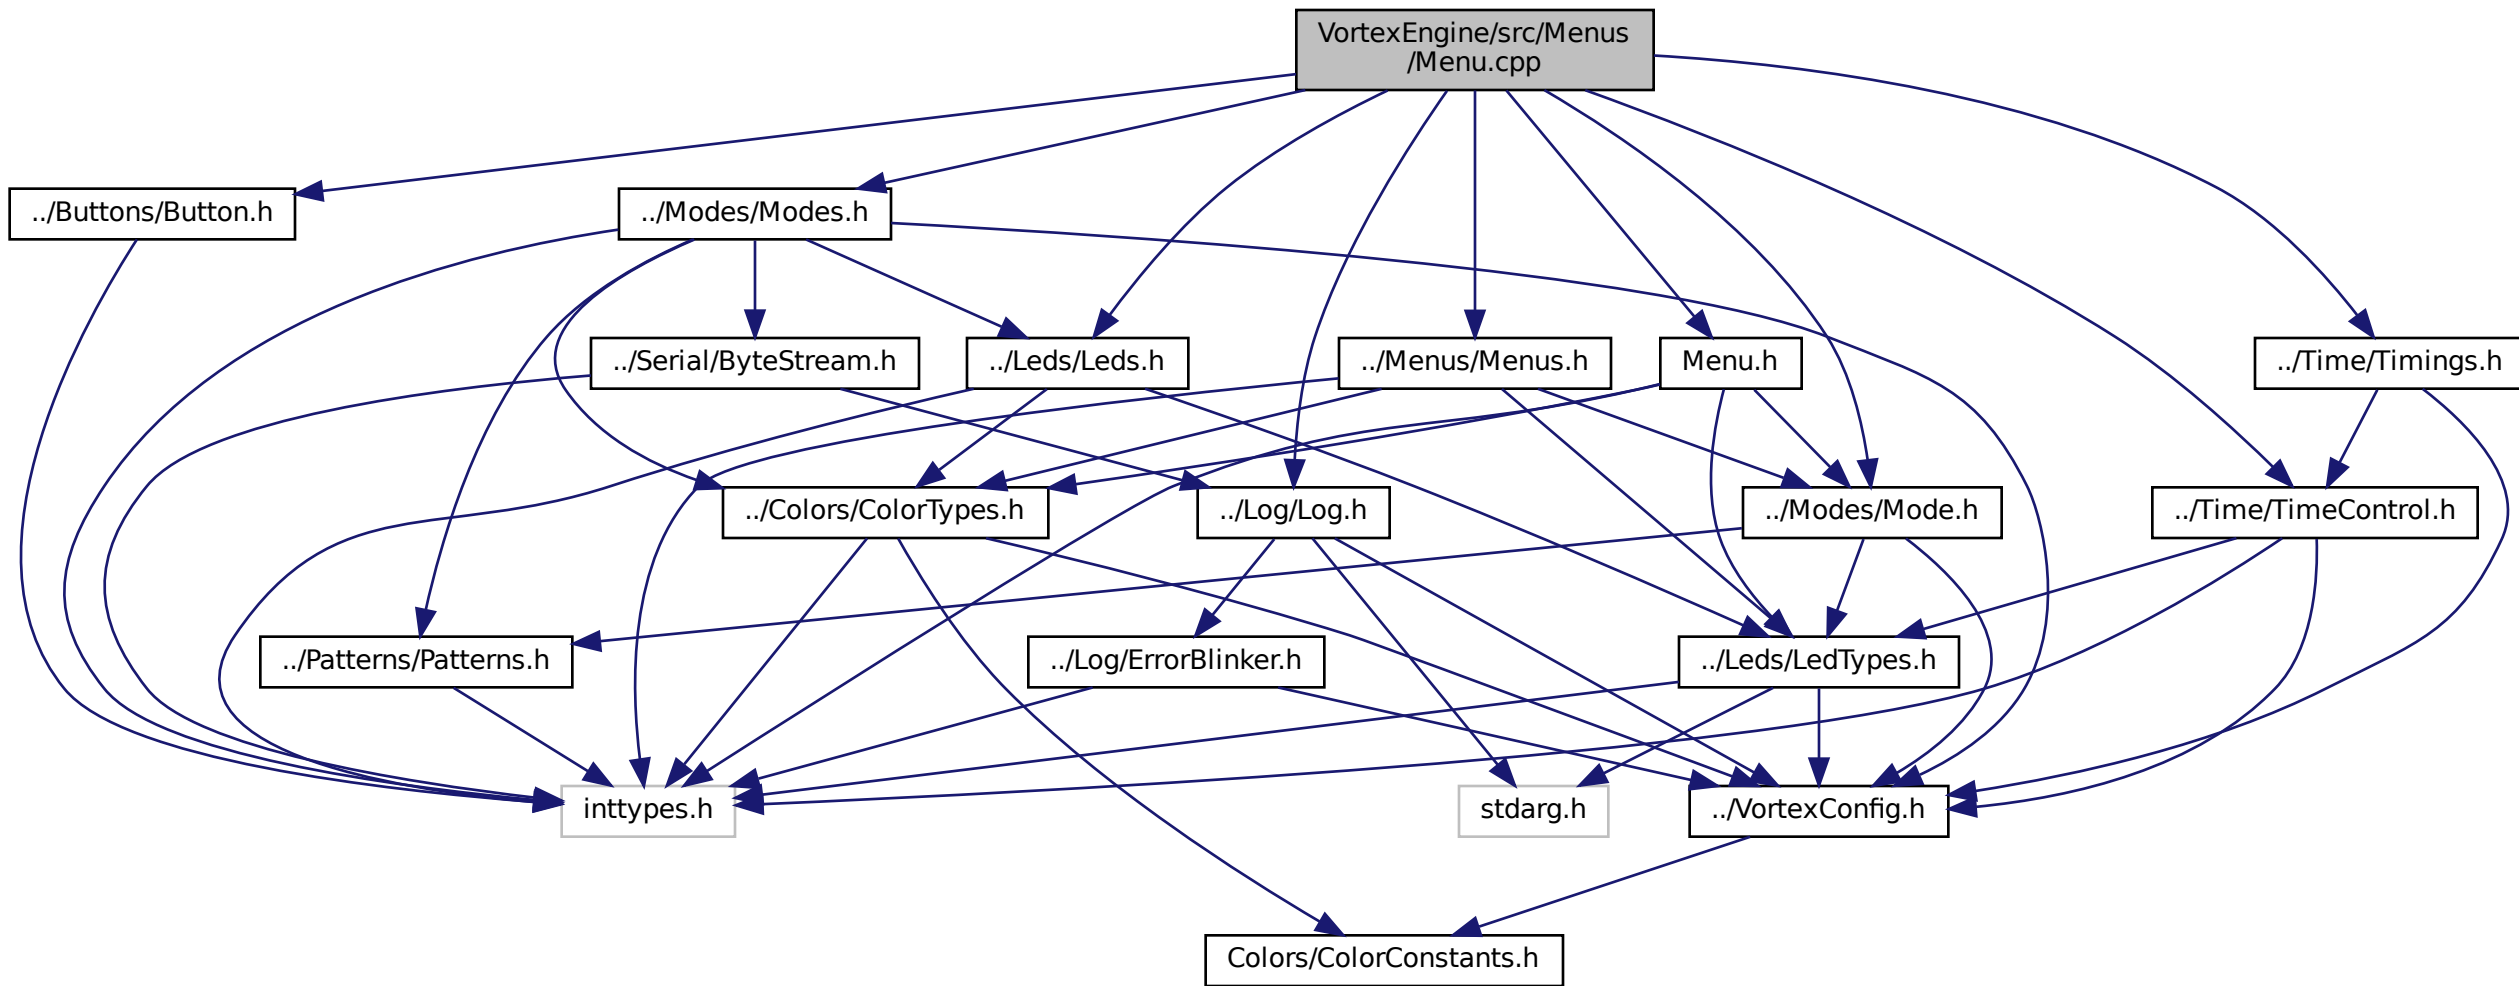 VortexEngine/src/Menus
/Menu.cpp
../Buttons/Button.h
../Modes/Modes.h
../Serial/ByteStream.h
../Leds/Leds.h
../Menus/Menus.h
Menu.h
../Time/Timings.h
../Colors/ColorTypes.h
../Log/Log.h
../Modes/Mode.h
../Time/TimeControl.h
../Patterns/Patterns.h
../Log/ErrorBlinker.h
../Leds/LedTypes.h
inttypes.h
stdarg.h
../VortexConfig.h
Colors/ColorConstants.h